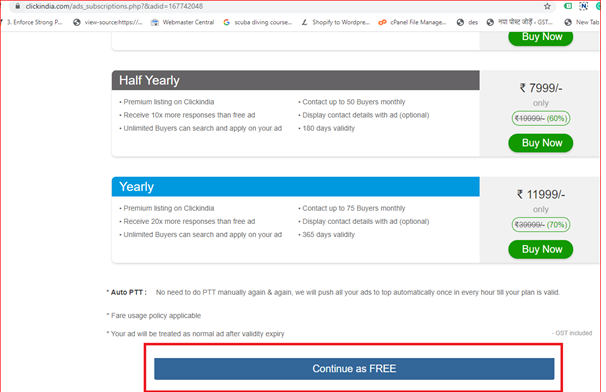 clickindia.com/ads_subscriptions.php?&adid=167742048
3. Enforce Strong P... view-source:https://... Webmaster Central scuba diving course... Shopify to Wordpre... cPanel File Manage... des नया पोस्ट जोड़ें ‹ GST... New Tab
Buy Now
Half Yearly
• Premium listing on Clickindia
• Receive 10x more responses than free ad
• Unlimited Buyers can search and apply on your ad
• Contact up to 50 Buyers monthly
• Display contact details with ad (optional)
• 180 days validity
₹ 7999/-
only
₹19999/- (60%)
Buy Now
Yearly
• Premium listing on Clickindia
• Receive 20x more responses than free ad
• Unlimited Buyers can search and apply on your ad
• Contact up to 75 Buyers monthly
• Display contact details with ad (optional)
• 365 days validity
₹ 11999/-
only
₹39999/- (70%)
Buy Now
* Auto PTT : No need to do PTT manually again & again, we will push all your ads to top automatically once in every hour till your plan is valid.
* Fare usage policy applicable
* Your ad will be treated as normal ad after validity expiry
- GST included
Continue as FREE